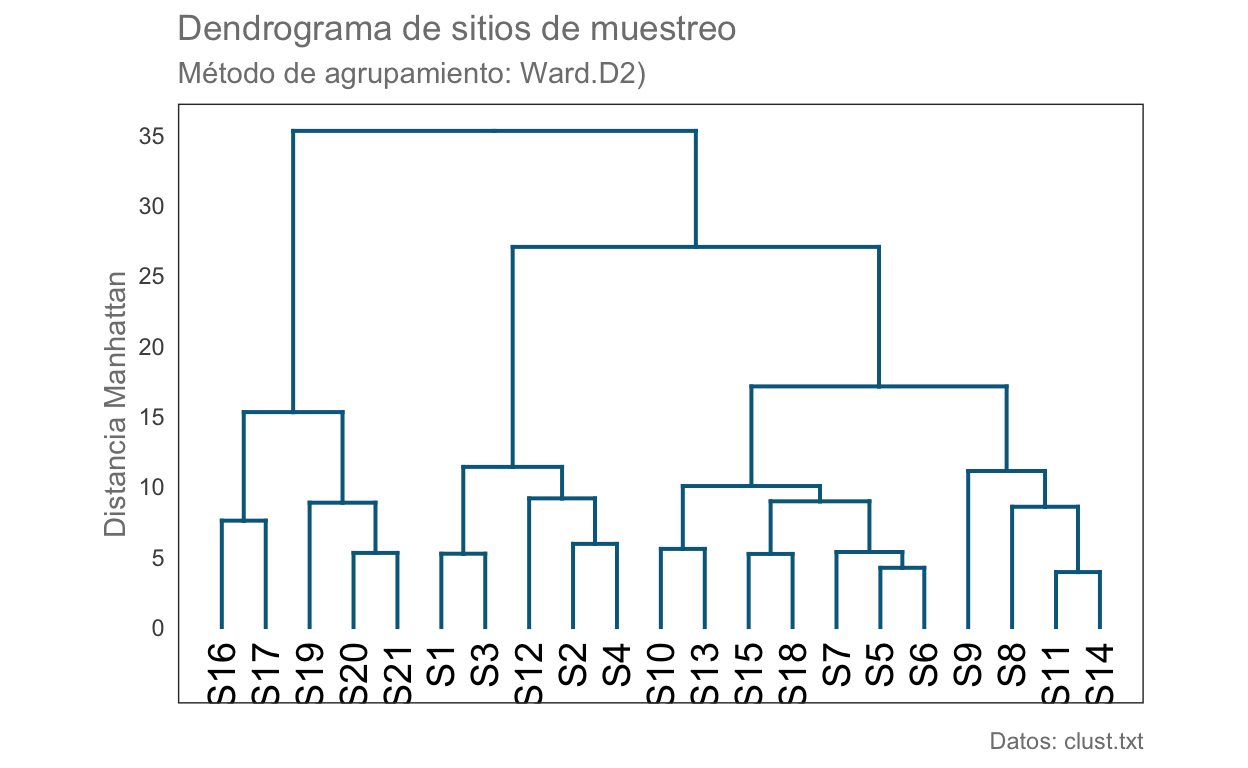 Dendrograma de sitios de muestreo
Método de agrupamiento: Ward.D2)
Distancia Manhattan
35
30
25
20
15
10
5
0
S16 S17 S19 S20 S21 S1 S3 S12 S2 S4 S10 S13 S15 S18 S7 S5 S6 S9 S8 S11 S14
Datos: clust.txt